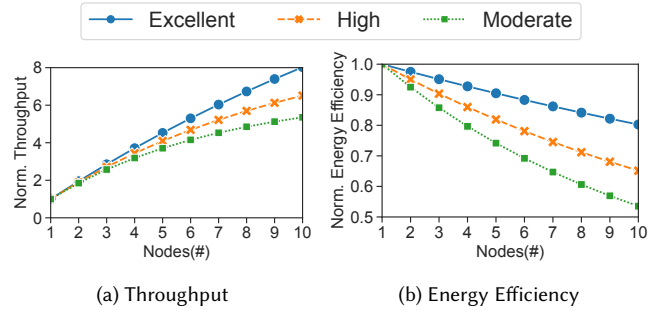 Excellent High Moderate
Norm. Throughput
8
6
4
2
0
1 2 3 4 5 6 7 8 9 10
Nodes(#)
(a) Throughput
Norm. Energy Efficiency
1.0
0.9
0.8
0.7
0.6
0.5
1 2 3 4 5 6 7 8 9 10
Nodes(#)
(b) Energy Efficiency